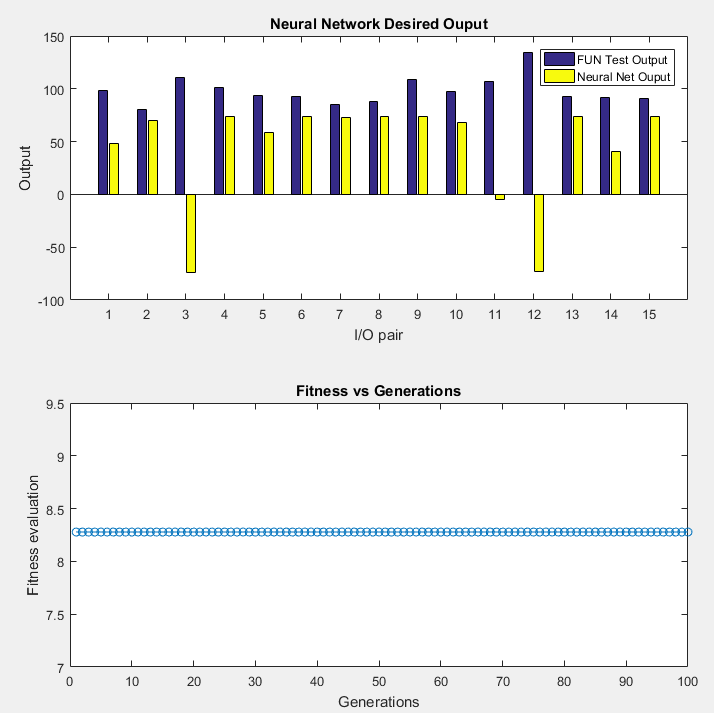 Neural Network Desired Ouput
150
100
50
0
-50
-100
Output
FUN Test Output
Neural Net Ouput
1 2 3 4 5 6 7 8 9 10 11 12 13 14 15
I/O pair
Fitness vs Generations
9.5
9
8.5
8
7.5
7
Fitness evaluation
0 10 20 30 40 50 60 70 80 90 100
Generations